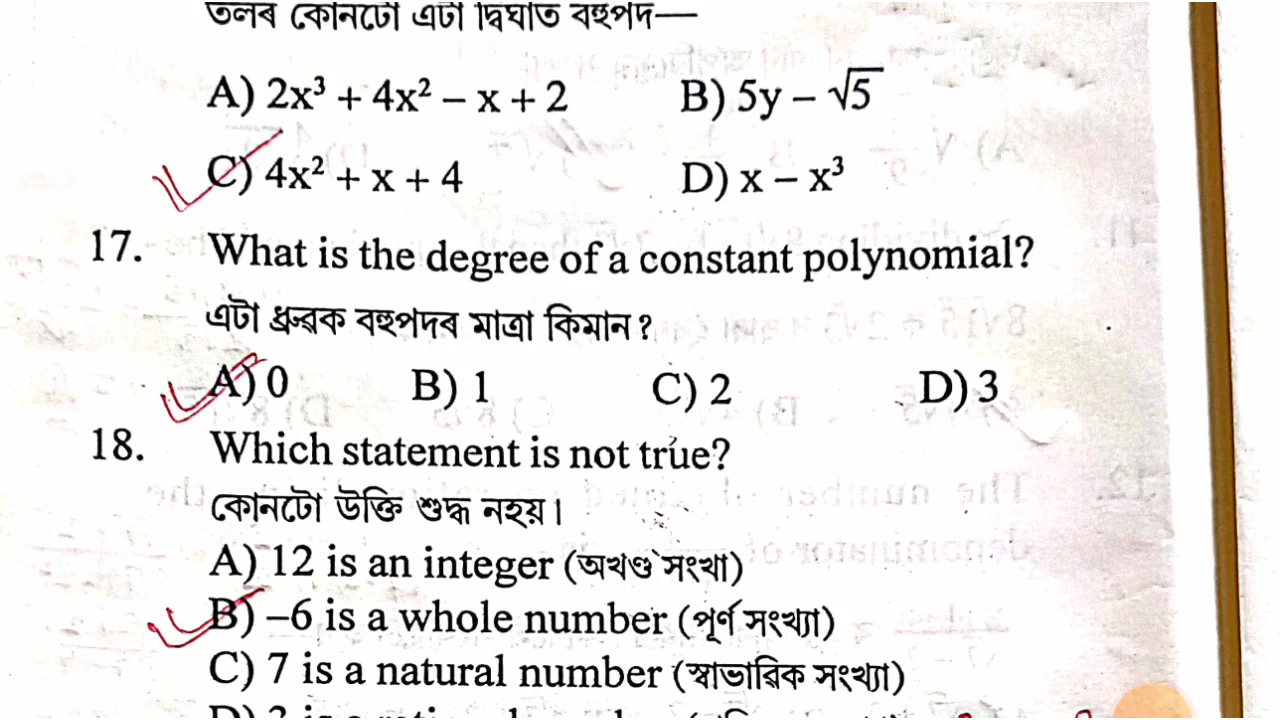 তলৰ কোনটো এটা দ্বিঘাত বহুপদ—
A) 2x³ + 4x² – x + 2 B) 5y – √5
C) 4x² + x + 4 D) x – x³
17. What is the degree of a constant polynomial?
এটা ধ্ৰুৱক বহুপদৰ মাত্ৰা কিমান ?
A) 0 B) 1 C) 2 D) 3
18. Which statement is not true?
কোনটো উক্তি শুদ্ধ নহয়।
A) 12 is an integer (অখণ্ড সংখা)
B) –6 is a whole number (পূৰ্ণ সংখ্যা)
C) 7 is a natural number (স্বাভাৱিক সংখ্যা)